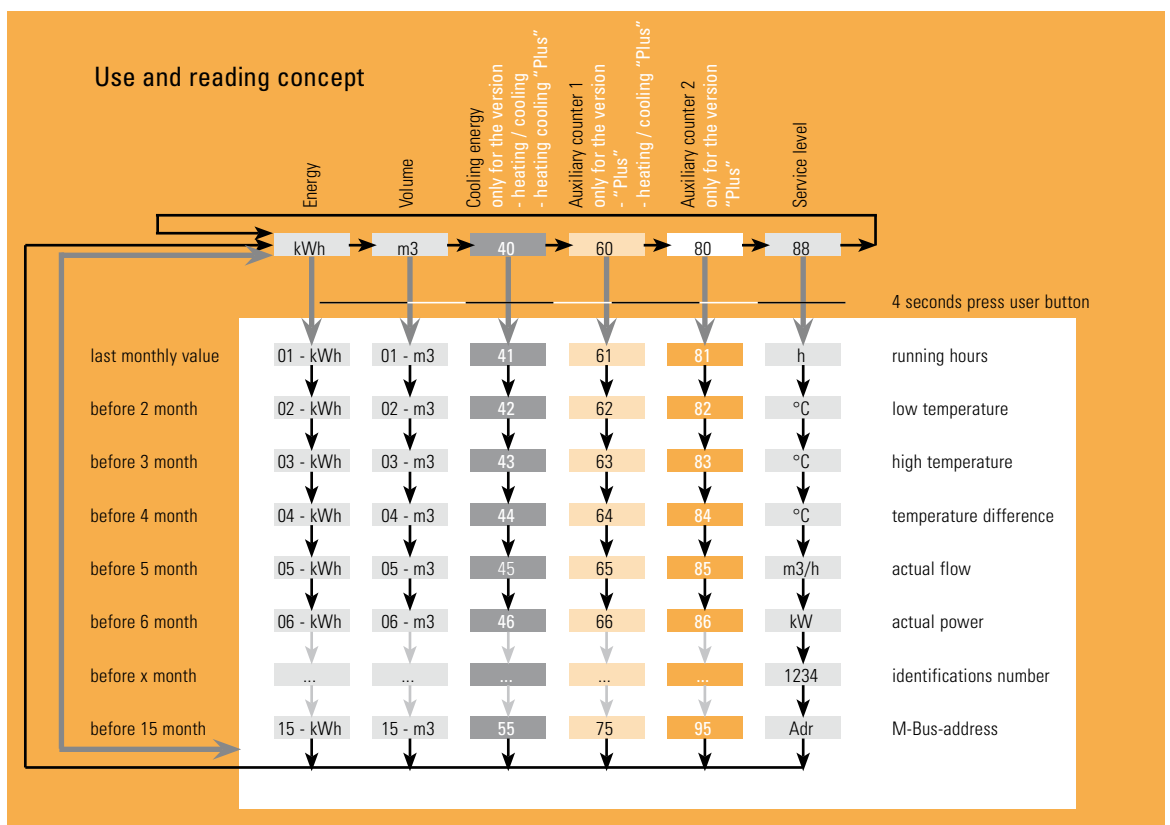 Use and reading concept
Energy
Volume
Cooling energy
only for the version
- heating / cooling
- heating cooling “Plus”
Auxiliary counter 1
only for the version
- “Plus”
- heating / cooling “Plus”
Auxiliary counter 2
only for the version
“Plus”
Service level
kWh m3 40 60 80 88
4 seconds press user button
last monthly value 01 - kWh 01 - m3 41 61 81 h running hours
before 2 month 02 - kWh 02 - m3 42 62 82 °C low temperature
before 3 month 03 - kWh 03 - m3 43 63 83 °C high temperature
before 4 month 04 - kWh 04 - m3 44 64 84 °C temperature difference
before 5 month 05 - kWh 05 - m3 45 65 85 m3/h actual flow
before 6 month 06 - kWh 06 - m3 46 66 86 kW actual power
before x month ... ... ... ... ... 1234 identifications number
before 15 month 15 - kWh 15 - m3 55 75 95 Adr M-Bus-address